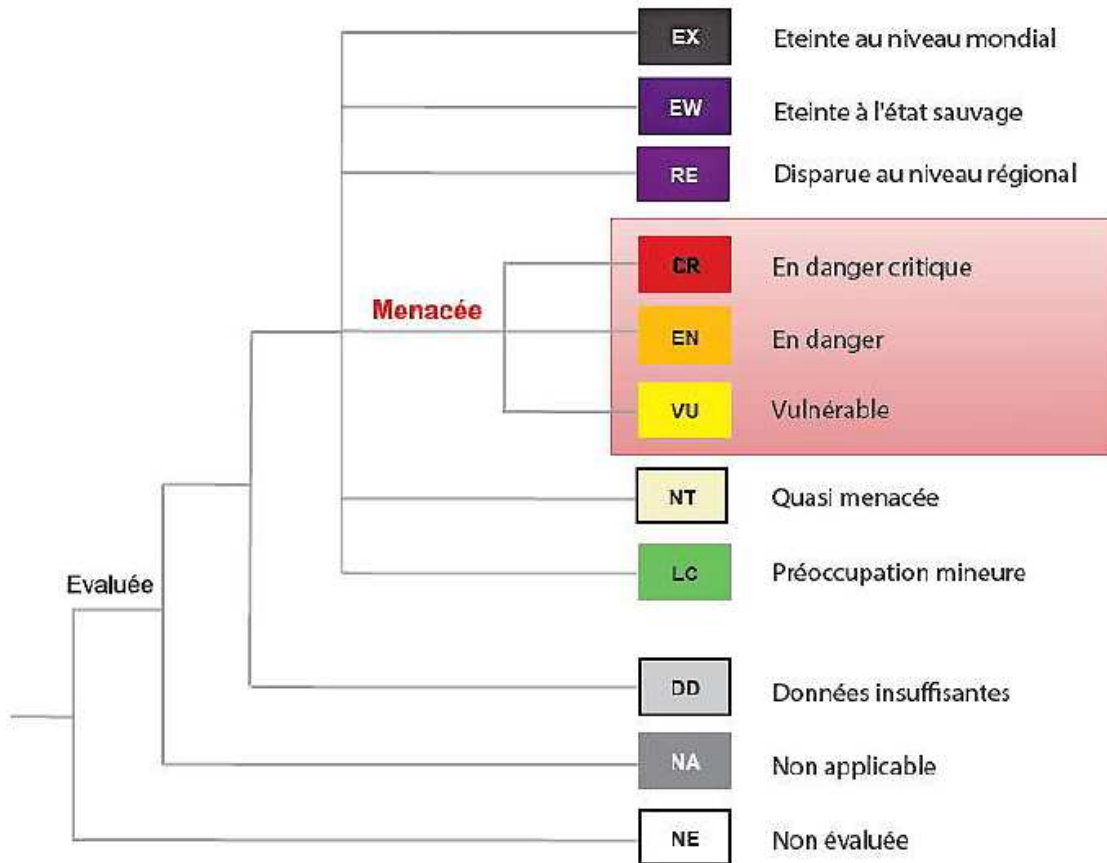 EX Eteinte au niveau mondial
EW Eteinte à l'état sauvage
RE Disparue au niveau régional
CR En danger critique
Menacée
EN En danger
VU Vulnérable
NT Quasi menacée
LC Préoccupation mineure
Evaluée
DD Données insuffisantes
NA Non applicable
NE Non évaluée